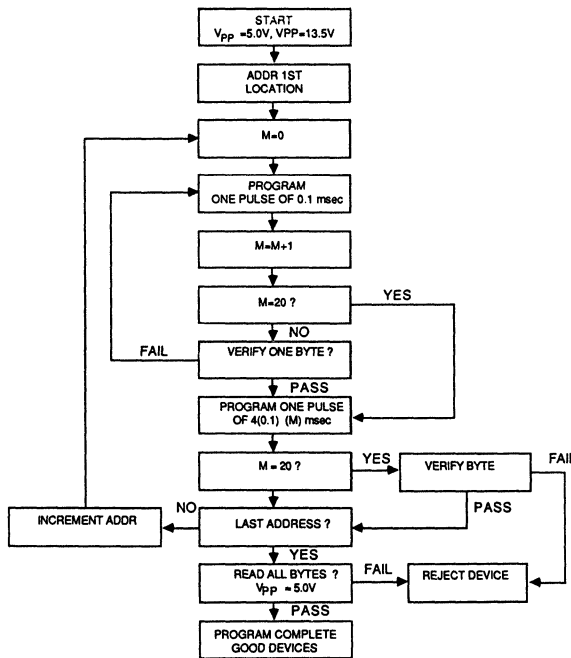 START
VPP =5.0V, VPP=13.5V
ADDR 1ST
LOCATION
M=0
PROGRAM
ONE PULSE OF 0.1 msec
M=M+1
M=20 ?
YES
NO
VERIFY ONE BYTE ?
FAIL
PASS
PROGRAM ONE PULSE
OF 4(0.1) (M) msec
M = 20 ?
YES
VERIFY BYTE
FAIL
PASS
INCREMENT ADDR
NO
LAST ADDRESS ?
YES
READ ALL BYTES ?
VPP = 5.0V
FAIL
REJECT DEVICE
PASS
PROGRAM COMPLETE
GOOD DEVICES